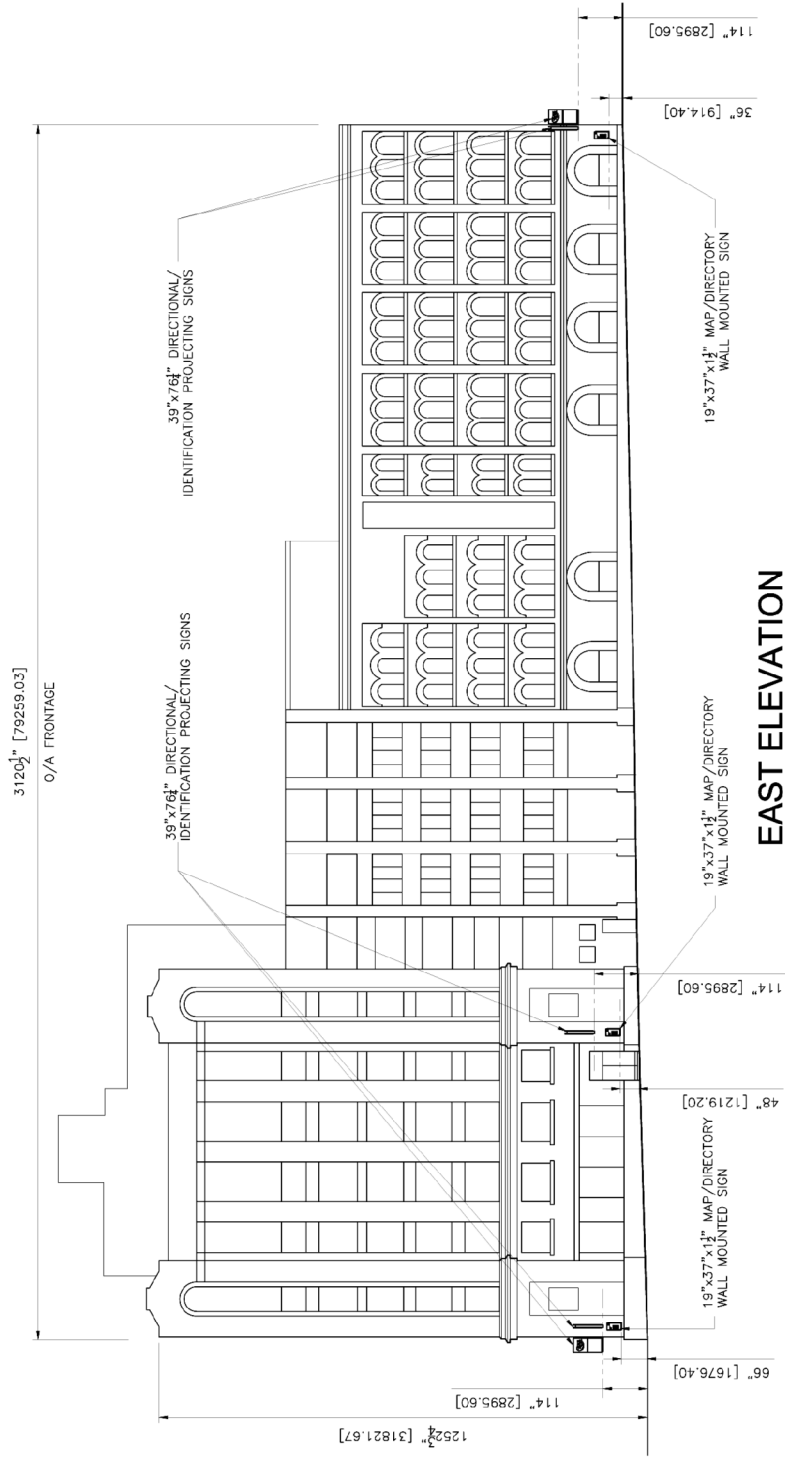 3120½" [79259.03]
O/A FRONTAGE
39"x76¼" DIRECTIONAL/
IDENTIFICATION PROJECTING SIGNS
39"x76¼" DIRECTIONAL/
IDENTIFICATION PROJECTING SIGNS
1252¾" [31821.67]
114" [2895.60]
66" [1676.40]
19"x37"x1½" MAP/DIRECTORY
WALL MOUNTED SIGN
48" [1219.20]
114" [2895.60]
19"x37"x1½" MAP/DIRECTORY
WALL MOUNTED SIGN
19"x37"x1½" MAP/DIRECTORY
WALL MOUNTED SIGN
36" [914.40]
114" [2895.60]
EAST ELEVATION